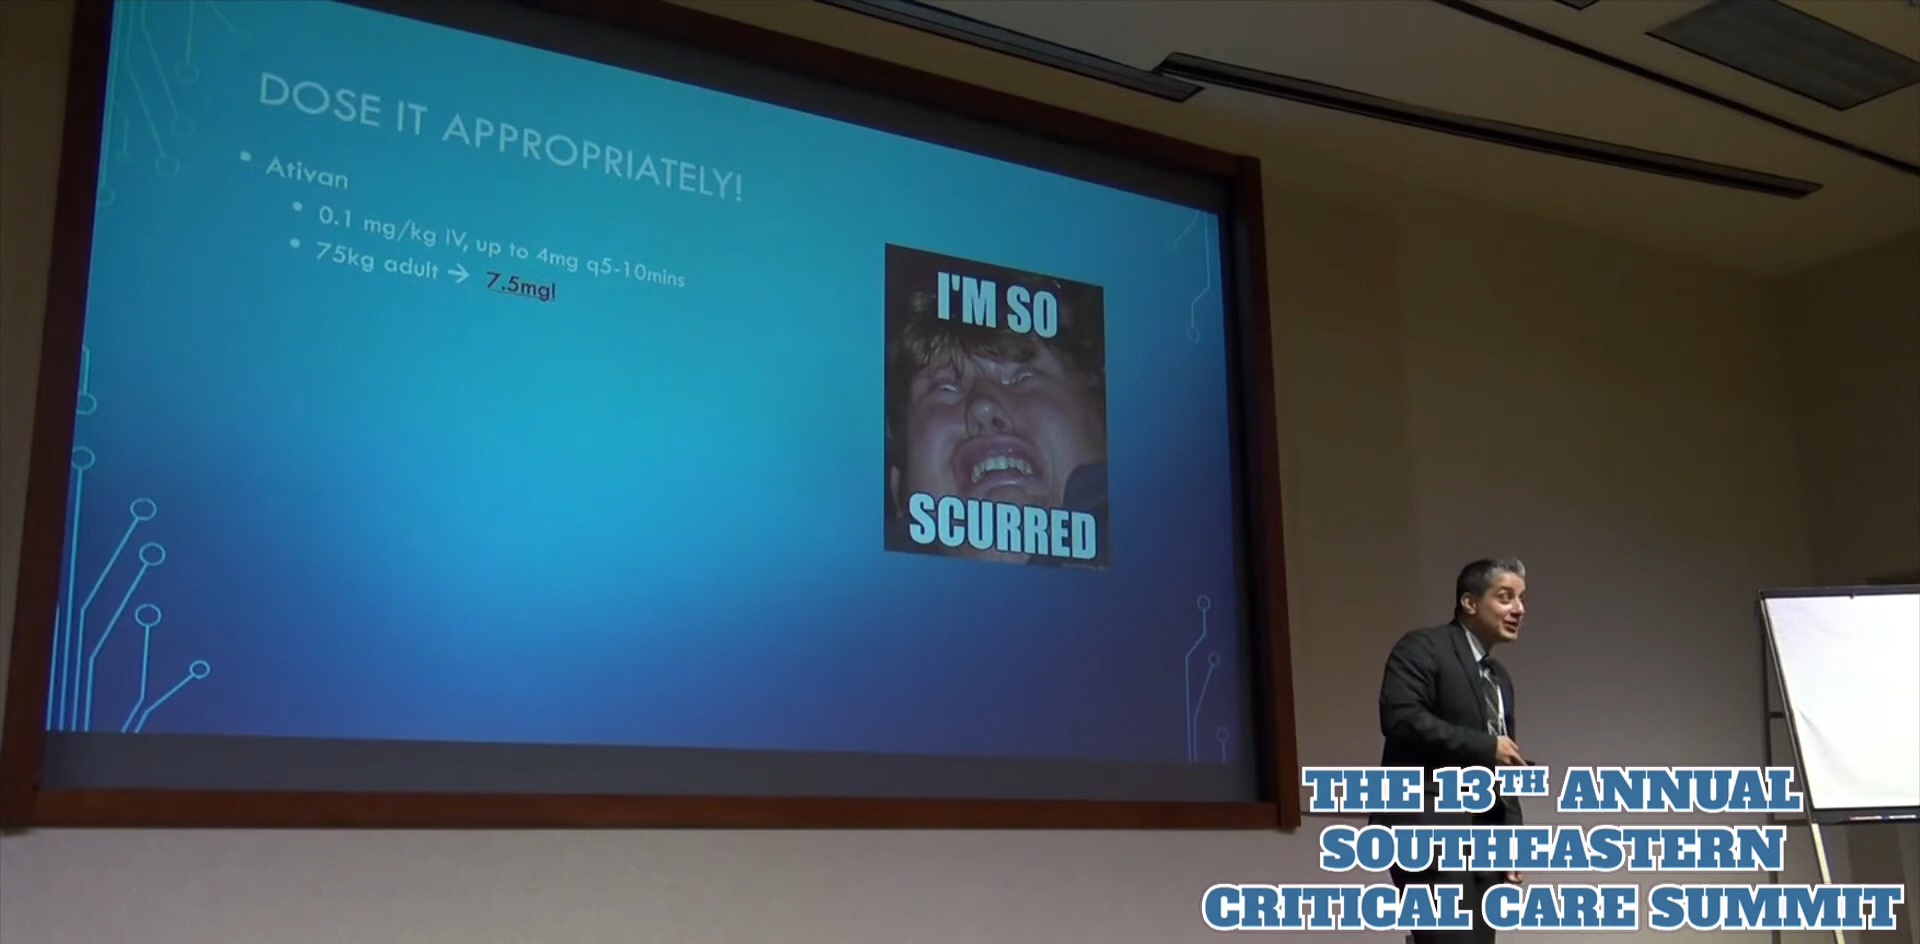 DOSE IT APPROPRIATELY!
• Ativan
• 0.1 mg/kg IV, up to 4mg q5-10mins
• 75kg adult → 7.5mg!
I'M SO
SCURRED
THE 13TH ANNUAL
SOUTHEASTERN
CRITICAL CARE SUMMIT